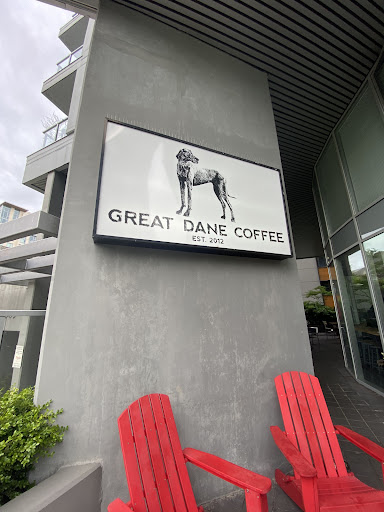 GREAT DANE COFFEE
EST. 2012